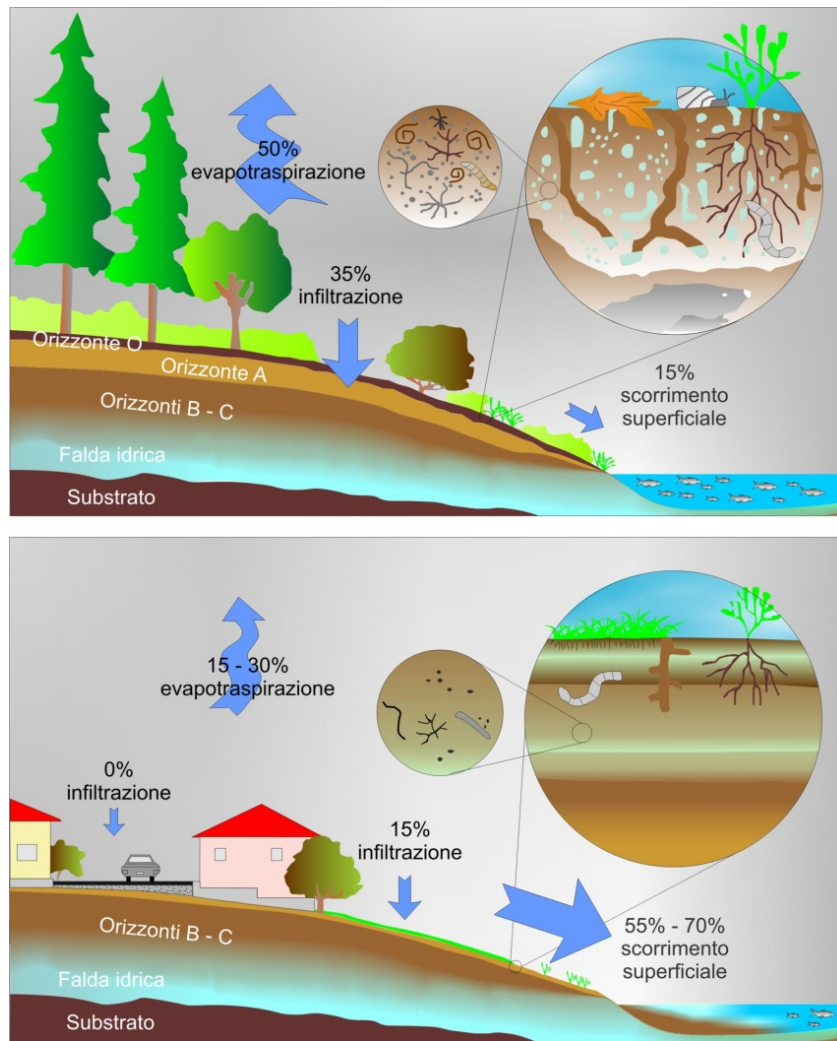 50%
evapotraspirazione
35%
infiltrazione
Orizzonte O
Orizzonte A
15%
scorrimento
superficiale
Orizzonti B - C
Falda idrica
Substrato
15 - 30%
evapotraspirazione
0%
infiltrazione
15%
infiltrazione
55% - 70%
scorrimento
superficiale
Orizzonti B - C
Falda idrica
Substrato